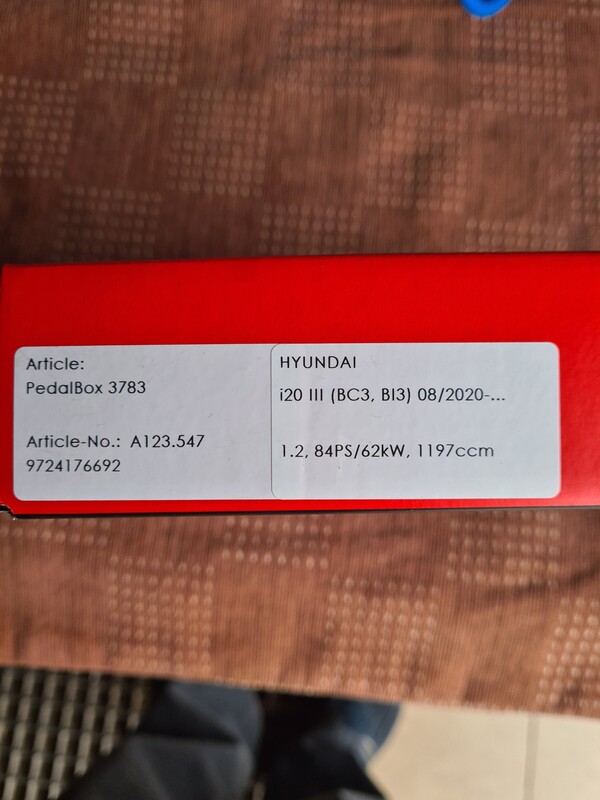 Article:
PedalBox 3783
Article-No.: A123.547
9724176692
HYUNDAI
i20 III (BC3, BI3) 08/2020-...
1.2, 84PS/62kW, 1197ccm